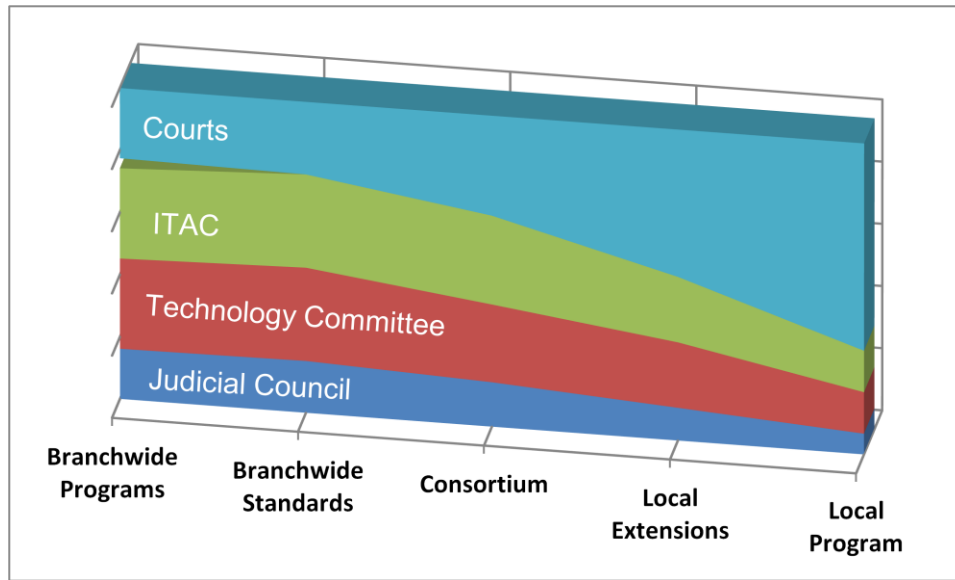 Courts
ITAC
Technology Committee
Judicial Council
Branchwide
Programs
Branchwide
Standards
Consortium
Local
Extensions
Local
Program